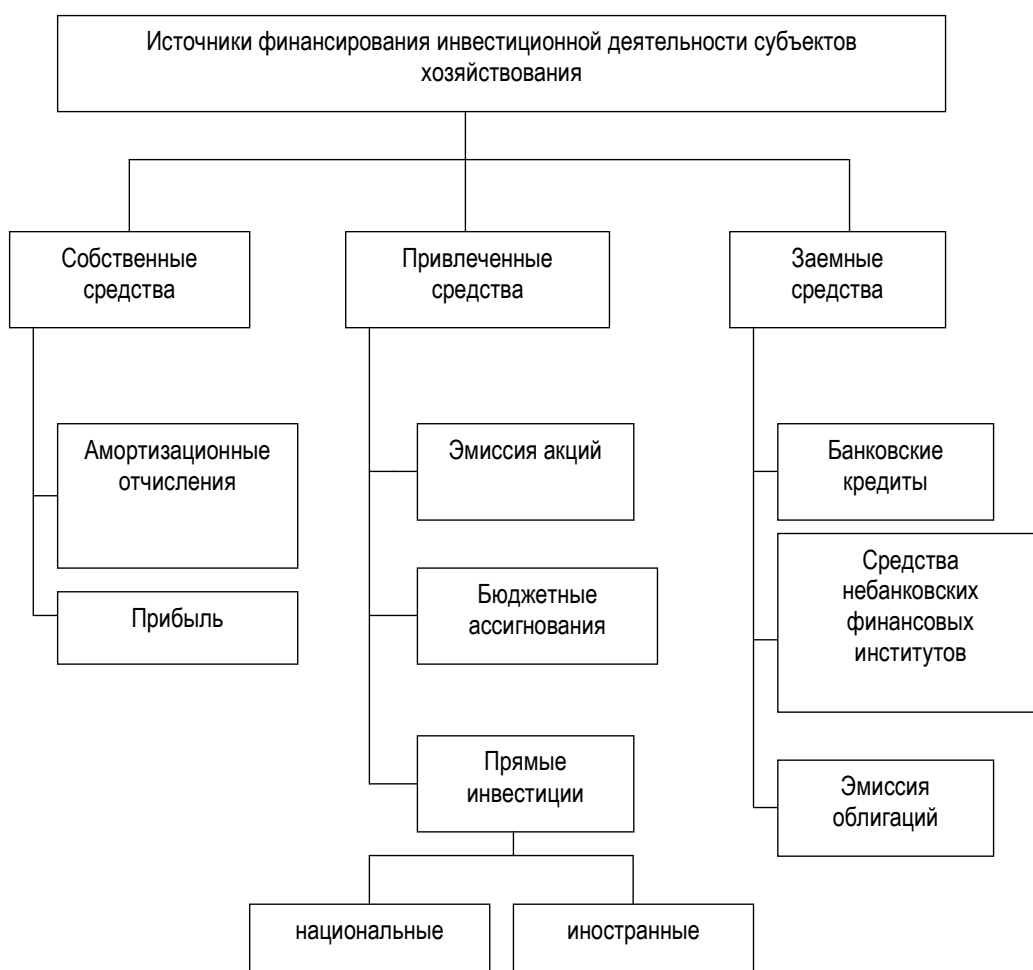 Источники финансирования инвестиционной деятельности субъектов
хозяйствования
Собственные
средства
Привлеченные
средства
Заемные
средства
Амортизационные
отчисления
Эмиссия акций
Банковские
кредиты
Средства
небанковских
финансовых
институтов
Прибыль
Бюджетные
ассигнования
Прямые
инвестиции
Эмиссия
облигаций
национальные
иностранные